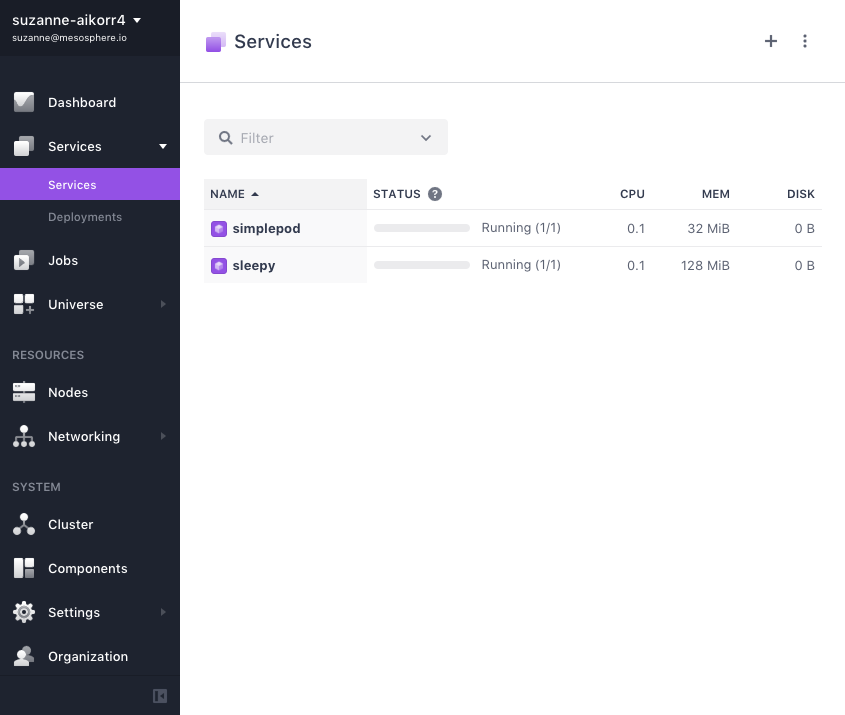 suzanne-aikorr4
suzanne@mesosphere.io
Dashboard
Services
Services
Deployments
Jobs
Universe
RESOURCES
Nodes
Networking
SYSTEM
Cluster
Components
Settings
Organization
Services
Filter
NAME STATUS ? CPU MEM DISK
simplepod Running (1/1) 0.1 32 MiB 0 B
sleepy Running (1/1) 0.1 128 MiB 0 B